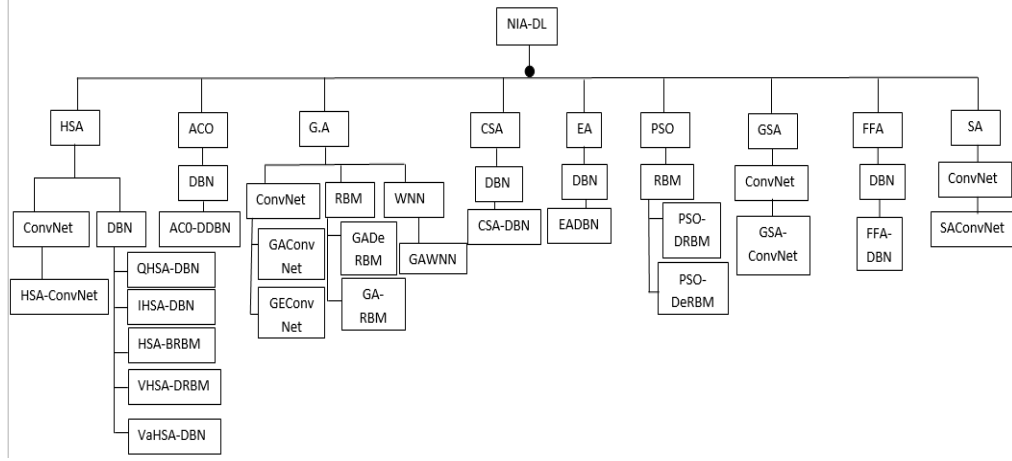 NIA-DL
HSA
ACO
G.A
CSA
EA
PSO
GSA
FFA
SA
ConvNet
DBN
QHSA-DBN
IHSA-DBN
HSA-BRBM
VHSA-DRBM
VaHSA-DBN
HSA-ConvNet
DBN
ACO-DDBN
ConvNet
GAConv
Net
GEConv
Net
RBM
GADe
RBM
GA-
RBM
WNN
GAWNN
DBN
CSA-DBN
DBN
EADBN
RBM
PSO-
DRBM
PSO-
DeRBM
ConvNet
GSA-
ConvNet
DBN
FFA-
DBN
ConvNet
SAConvNet